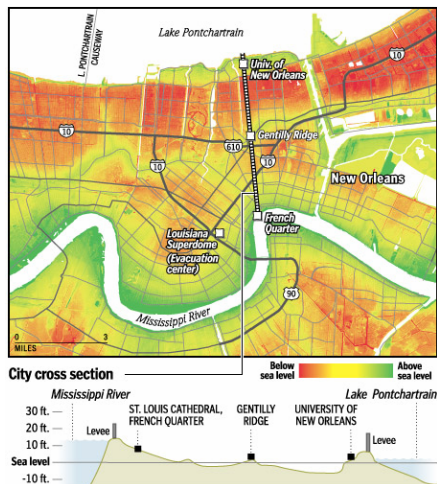 Lake Pontchartrain
L. PONTCHARTRAIN
CAUSEWAY
Univ. of
New Orleans
10
Gentilly Ridge
10
610
10
10
New Orleans
French
Quarter
Louisiana
Superdome
(Evacuation
center)
90
Mississippi River
0 3
MILES
City cross section
Below
sea level
Above
sea level
Mississippi River
Lake Pontchartrain
30 ft.
20 ft.
10 ft.
Sea level
-10 ft.
Levee
ST. LOUIS CATHEDRAL,
FRENCH QUARTER
GENTILLY
RIDGE
UNIVERSITY OF
NEW ORLEANS
Levee